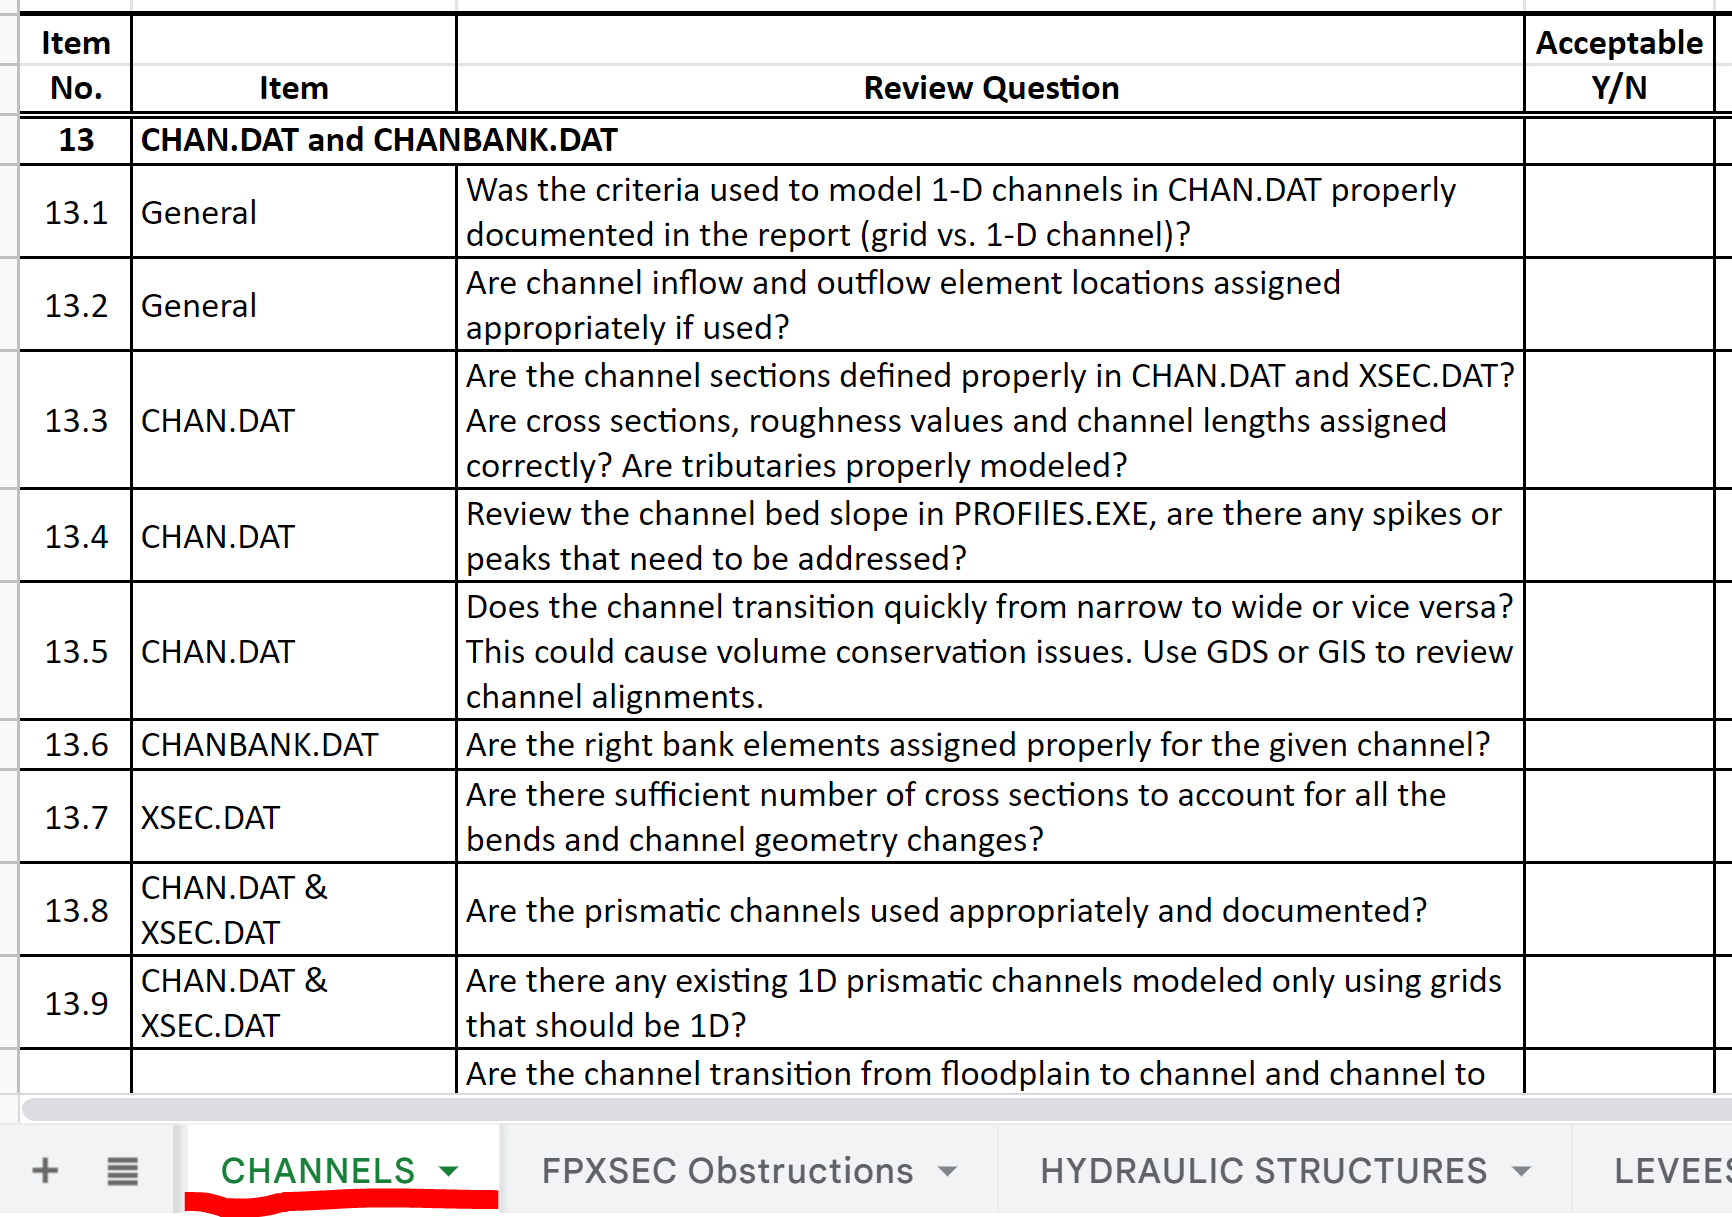 Item No. Item Review Question Acceptable Y/N
13 CHAN.DAT and CHANBANK.DAT
13.1 General Was the criteria used to model 1-D channels in CHAN.DAT properly
documented in the report (grid vs. 1-D channel)?
13.2 General Are channel inflow and outflow element locations assigned
appropriately if used?
13.3 CHAN.DAT Are the channel sections defined properly in CHAN.DAT and XSEC.DAT?
Are cross sections, roughness values and channel lengths assigned
correctly? Are tributaries properly modeled?
13.4 CHAN.DAT Review the channel bed slope in PROFIlES.EXE, are there any spikes or
peaks that need to be addressed?
13.5 CHAN.DAT Does the channel transition quickly from narrow to wide or vice versa?
This could cause volume conservation issues. Use GDS or GIS to review
channel alignments.
13.6 CHANBANK.DAT Are the right bank elements assigned properly for the given channel?
13.7 XSEC.DAT Are there sufficient number of cross sections to account for all the
bends and channel geometry changes?
13.8 CHAN.DAT & XSEC.DAT Are the prismatic channels used appropriately and documented?
13.9 CHAN.DAT & XSEC.DAT Are there any existing 1D prismatic channels modeled only using grids
that should be 1D?
Are the channel transition from floodplain to channel and channel to
CHANNELS FPXSEC Obstructions HYDRAULIC STRUCTURES LEVEES